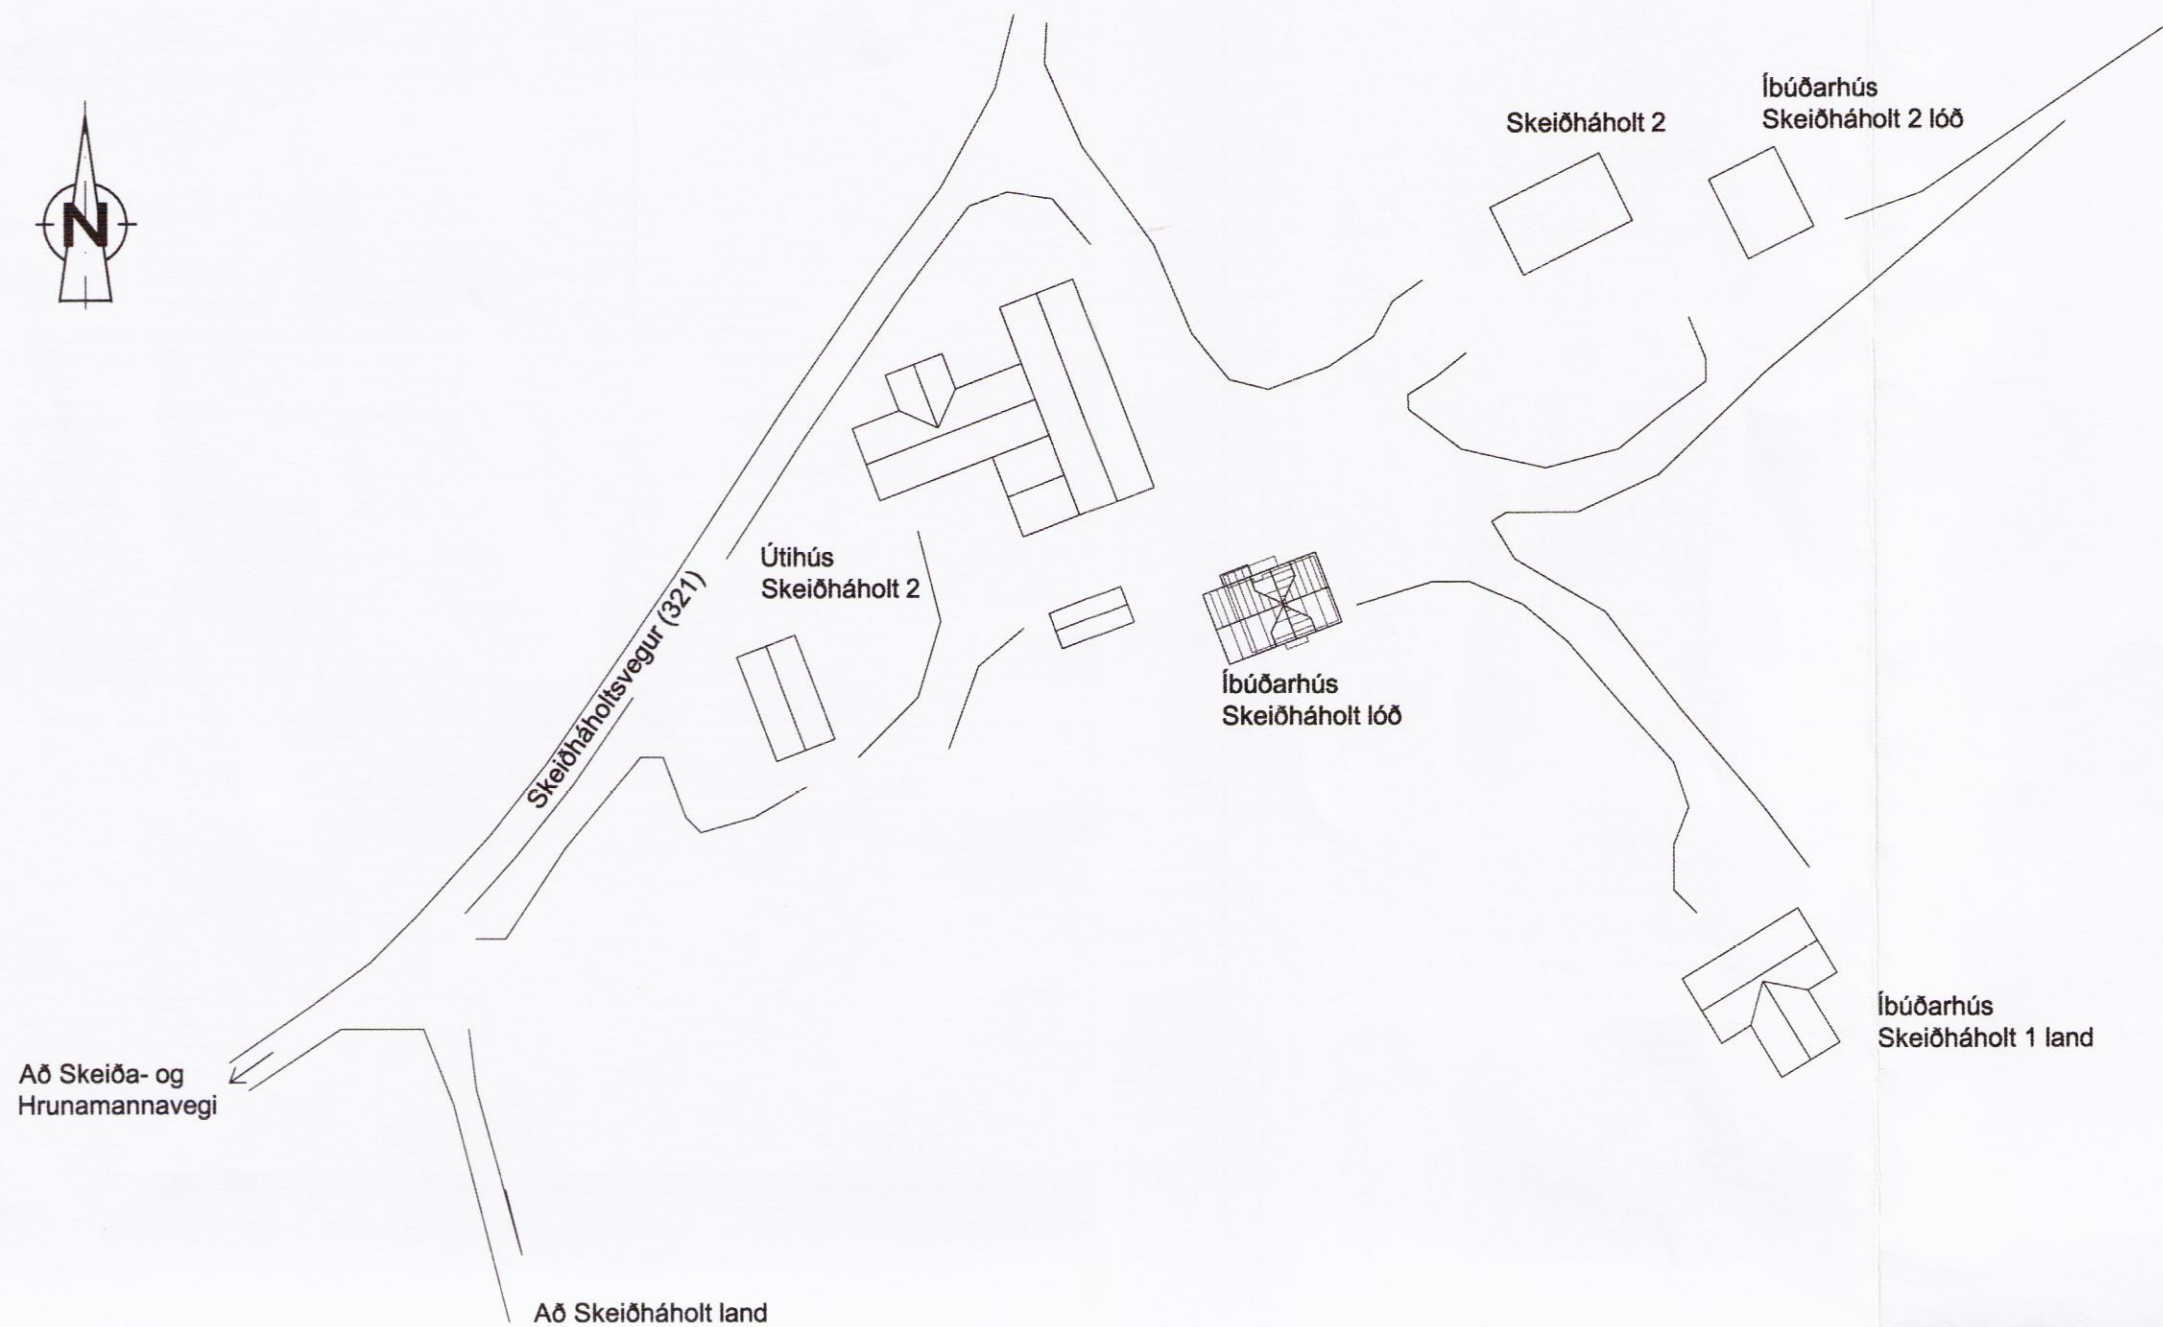 Íbúðarhús
Skeiðháholt 2 lóð
Skeiðháholt 2
N
Útihús
Skeiðháholt 2
Skeiðháholtsvegur (321)
Íbúðarhús
Skeiðháholt lóð
Íbúðarhús
Skeiðháholt 1 land
Að Skeiða- og
Hrunamannavegi
Að Skeiðháholt land